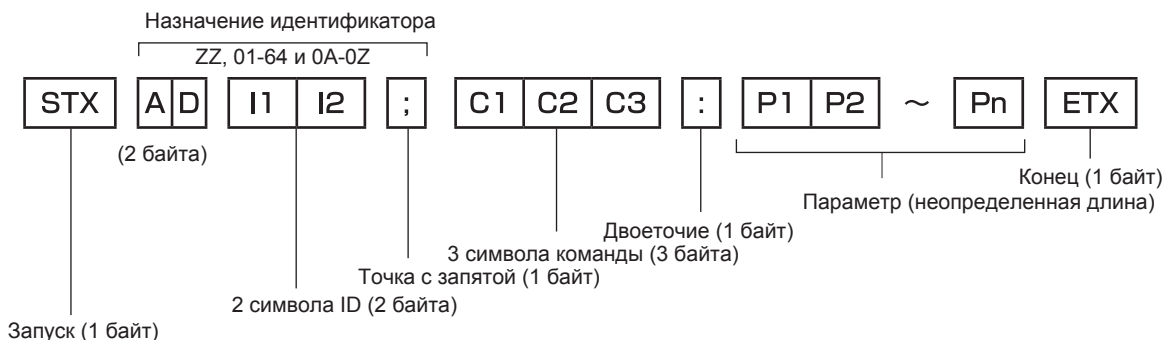 Назначение идентификатора
ZZ, 01-64 и 0A-0Z
STX A D I1 I2 ; C1 C2 C3 : P1 P2 ~ Pn ETX
(2 байта)
Конец (1 байт)
Параметр (неопределенная длина)
Двоеточие (1 байт)
3 символа команды (3 байта)
Точка с запятой (1 байт)
2 символа ID (2 байта)
Запуск (1 байт)